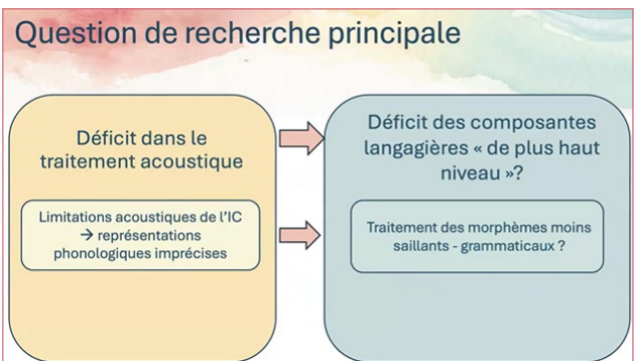 Question de recherche principale
Déficit dans le
traitement acoustique
Limitations acoustiques de l'IC
→ représentations
phonologiques imprécises
Déficit des composantes
langagières « de plus haut
niveau »?
Traitement des morphèmes moins
saillants - grammaticaux ?